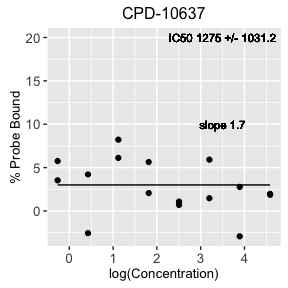 CPD-10637
IC50 1275 +/- 1031.2
slope 1.7
% Probe Bound
20
15
10
5
0
0 1 2 3 4
log(Concentration)